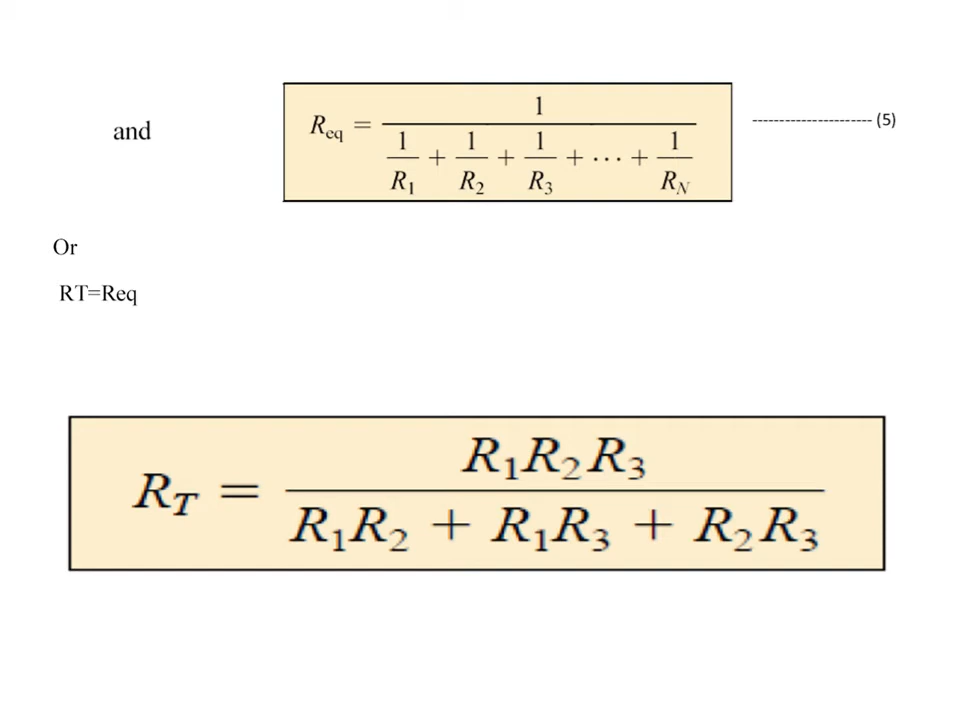 and
R_eq = 1 / (1/R_1 + 1/R_2 + 1/R_3 + ⋯ + 1/R_N) ---------------------- (5)
Or
RT=Req
R_T = R_1R_2R_3 / (R_1R_2 + R_1R_3 + R_2R_3)